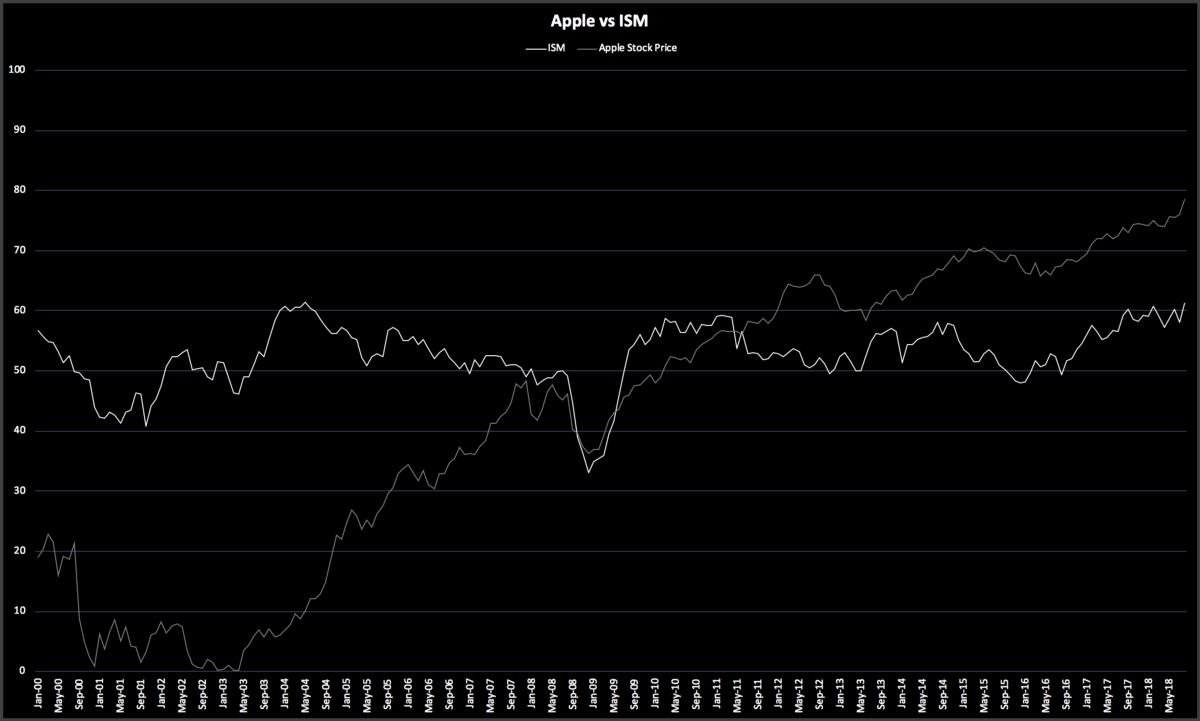 Apple vs ISM
ISM Apple Stock Price
100
90
80
70
60
50
40
30
20
10
0
Jan-00
May-00
Sep-00
Jan-01
May-01
Sep-01
Jan-02
May-02
Sep-02
Jan-03
May-03
Sep-03
Jan-04
May-04
Sep-04
Jan-05
May-05
Sep-05
Jan-06
May-06
Sep-06
Jan-07
May-07
Sep-07
Jan-08
May-08
Sep-08
Jan-09
May-09
Sep-09
Jan-10
May-10
Sep-10
Jan-11
May-11
Sep-11
Jan-12
May-12
Sep-12
Jan-13
May-13
Sep-13
Jan-14
May-14
Sep-14
Jan-15
May-15
Sep-15
Jan-16
May-16
Sep-16
Jan-17
May-17
Sep-17
Jan-18
May-18